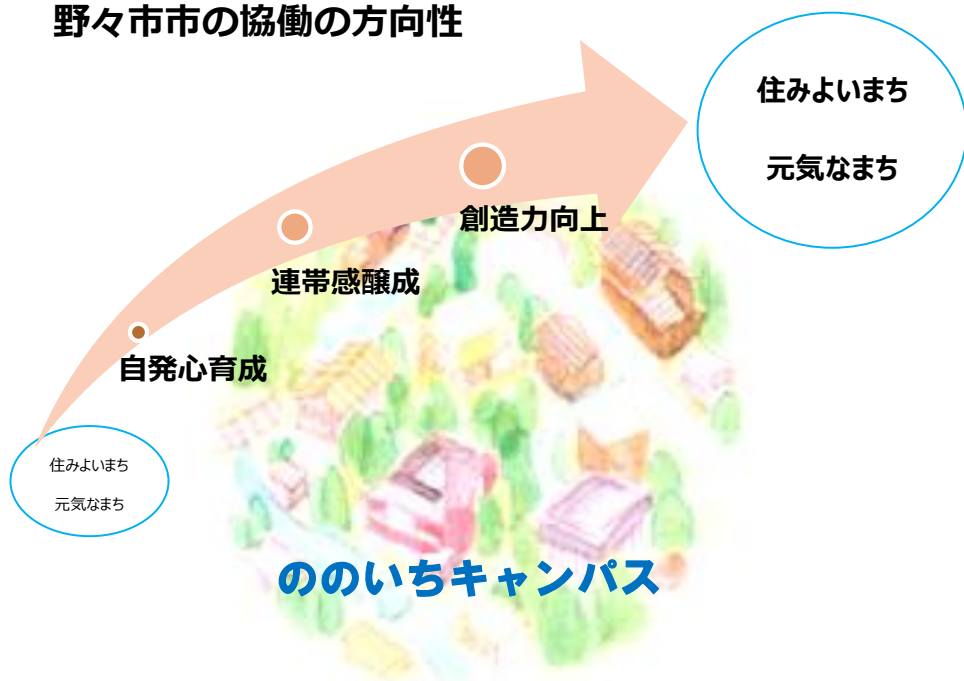 野々市市の協働の方向性
住みよいまち
元気なまち
創造力向上
連帯感醸成
自発心育成
住みよいまち
元気なまち
ののいちキャンパス